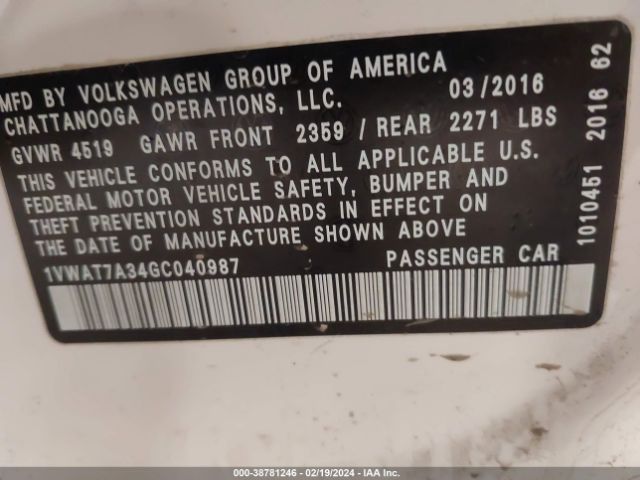 MFD BY VOLKSWAGEN GROUP OF AMERICA
CHATTANOOGA OPERATIONS, LLC. 03/2016
GVWR 4519 GAWR FRONT 2359 / REAR 2271 LBS
THIS VEHICLE CONFORMS TO ALL APPLICABLE U.S.
FEDERAL MOTOR VEHICLE SAFETY, BUMPER AND
THEFT PREVENTION STANDARDS IN EFFECT ON
THE DATE OF MANUFACTURE SHOWN ABOVE
1VWAT7A34GC040987 PASSENGER CAR
1010451 2016 62
000-38781246 - 02/19/2024 - IAA Inc.